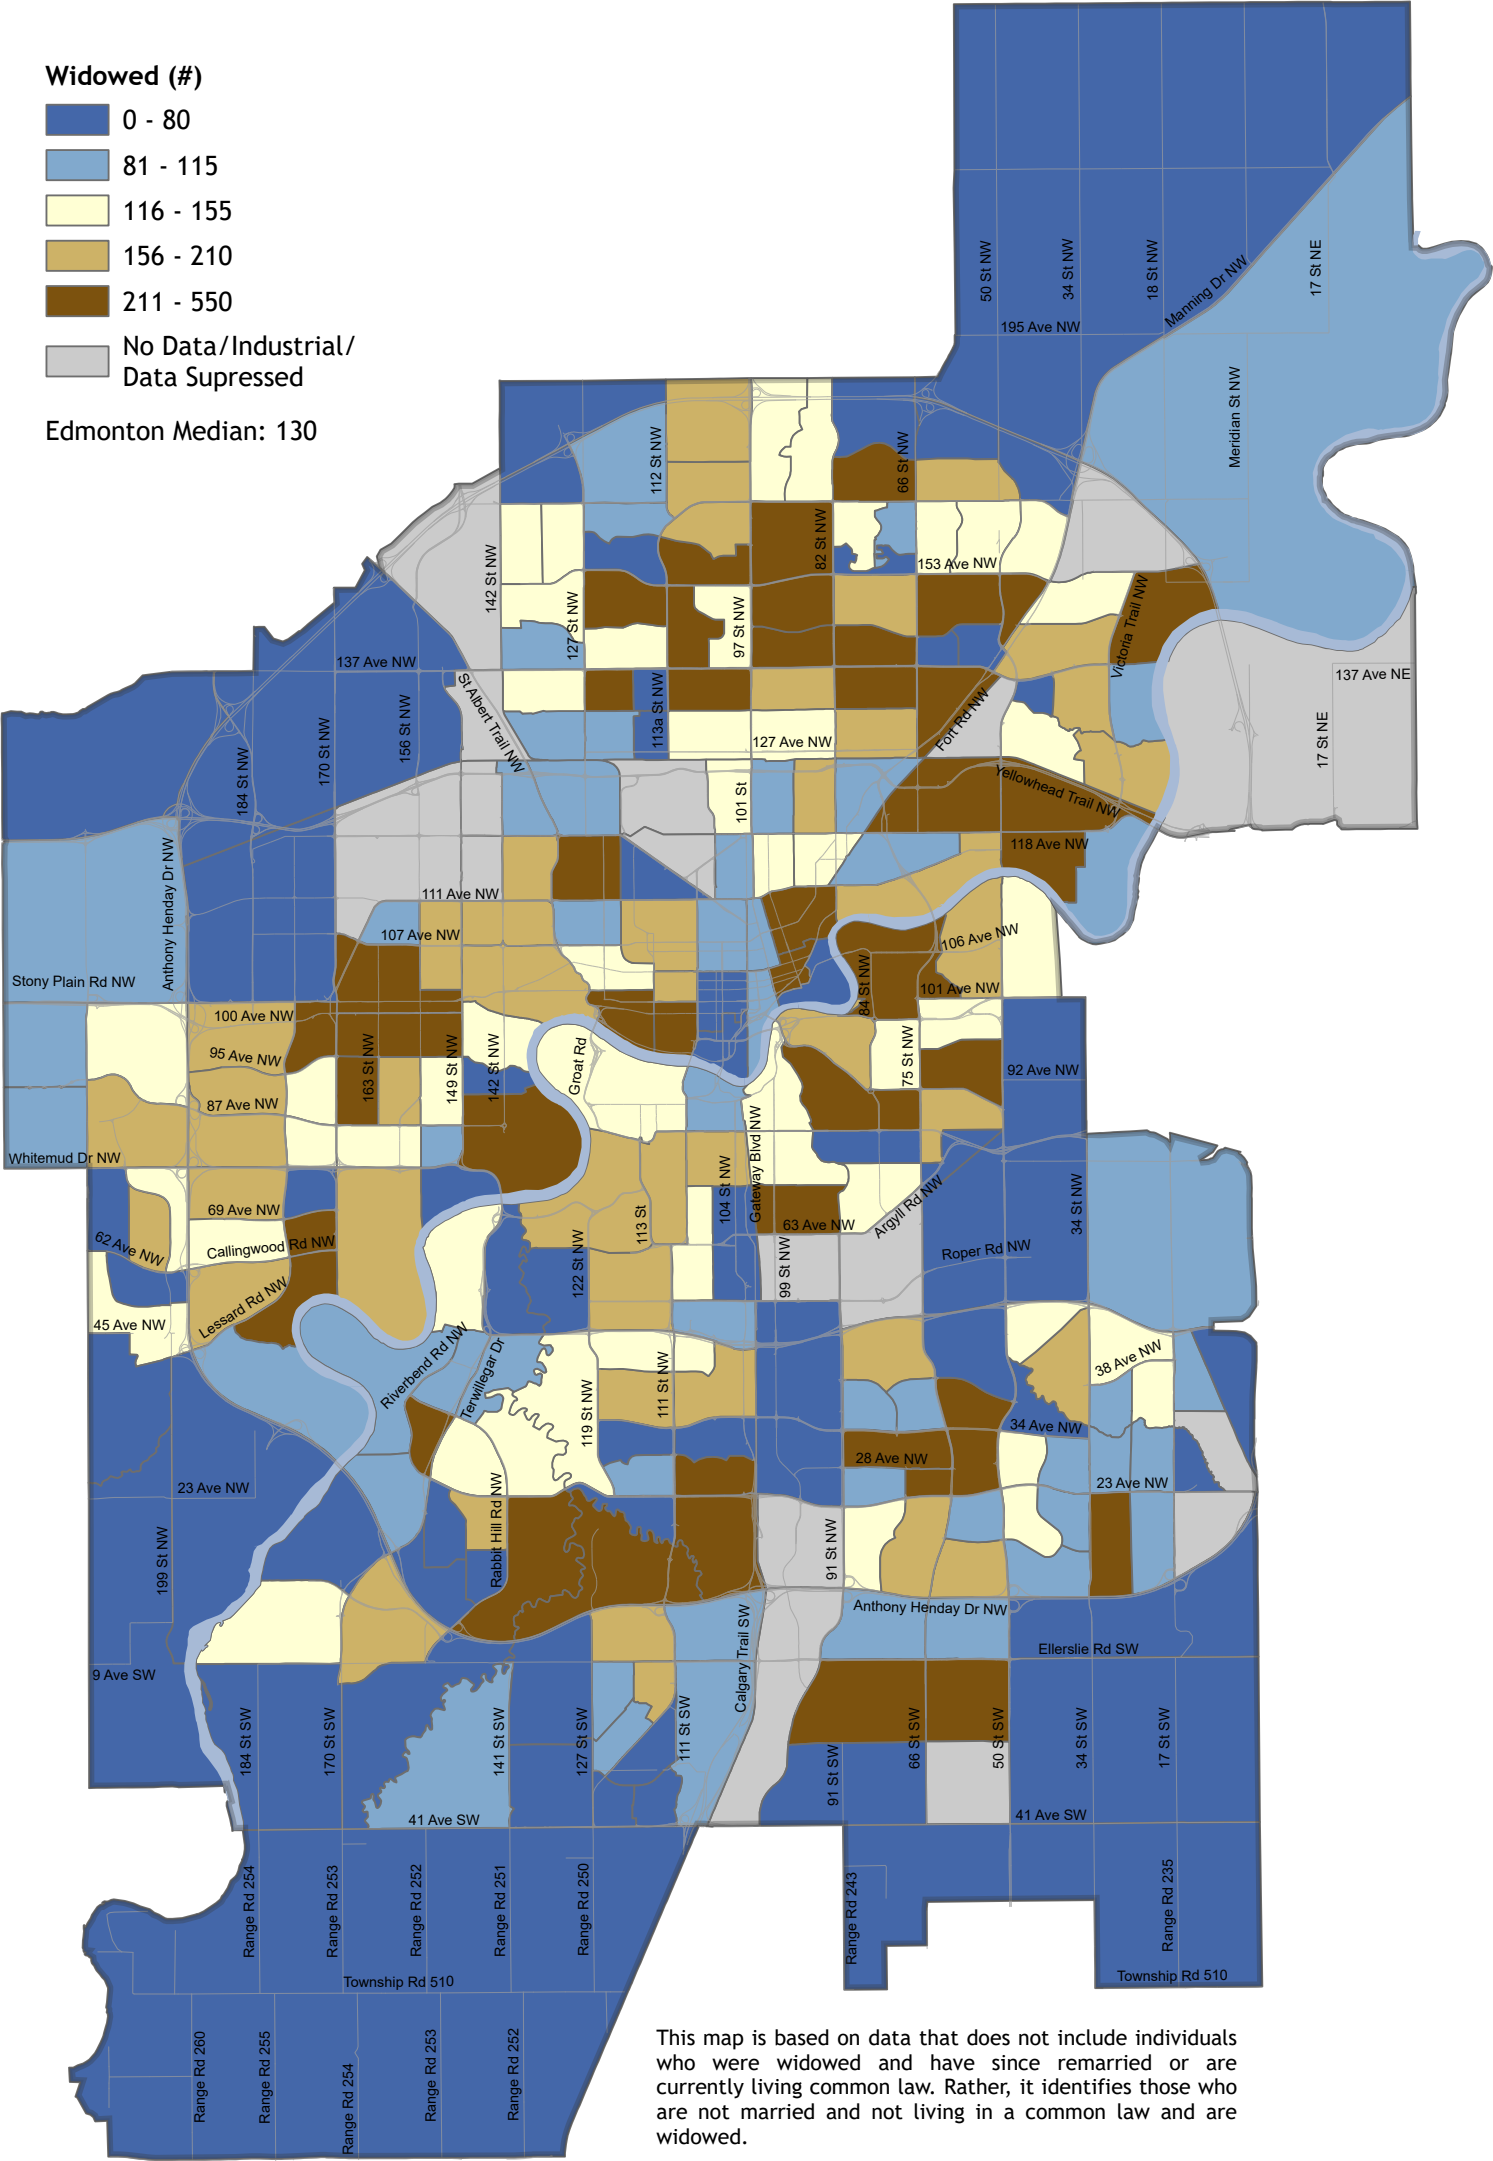 Widowed (#)
0 - 80
81 - 115
116 - 155
156 - 210
211 - 550
No Data/Industrial/
Data Supressed
Edmonton Median: 130
50 St NW
34 St NW
18 St NW
Manning Dr NW
17 St NE
195 Ave NW
Meridian St NW
112 St NW
66 St NW
142 St NW
82 St NW
153 Ave NW
127 St NW
97 St NW
Victoria Trail NW
137 Ave NW
137 Ave NE
St Albert Trail NW
113a St NW
Fort Rd NW
184 St NW
170 St NW
156 St NW
127 Ave NW
17 St NE
101 St
Yellowhead Trail NW
118 Ave NW
Anthony Henday Dr NW
111 Ave NW
107 Ave NW
106 Ave NW
Stony Plain Rd NW
84 St NW
101 Ave NW
100 Ave NW
95 Ave NW
163 St NW
149 St NW
142 St NW
Groat Rd
75 St NW
92 Ave NW
87 Ave NW
Whitemud Dr NW
Gateway Blvd NW
104 St NW
34 St NW
69 Ave NW
113 St
63 Ave NW
Argyll Rd NW
62 Ave NW
Callingwood Rd NW
122 St NW
99 St NW
Roper Rd NW
Lessard Rd NW
45 Ave NW
Riverbend Rd NW
Terwillegar Dr
38 Ave NW
119 St NW
111 St NW
34 Ave NW
28 Ave NW
23 Ave NW
23 Ave NW
Rabbit Hill Rd NW
199 St NW
91 St NW
Anthony Henday Dr NW
Ellerslie Rd SW
9 Ave SW
Calgary Trail SW
184 St SW
170 St SW
141 St SW
127 St SW
111 St SW
91 St SW
66 St SW
50 St SW
34 St SW
17 St SW
41 Ave SW
41 Ave SW
Range Rd 254
Range Rd 253
Range Rd 252
Range Rd 251
Range Rd 250
Range Rd 243
Range Rd 235
Township Rd 510
Township Rd 510
Range Rd 260
Range Rd 255
Range Rd 254
Range Rd 253
Range Rd 252
This map is based on data that does not include individuals
who were widowed and have since remarried or are
currently living common law. Rather, it identifies those who
are not married and not living in a common law and are
widowed.